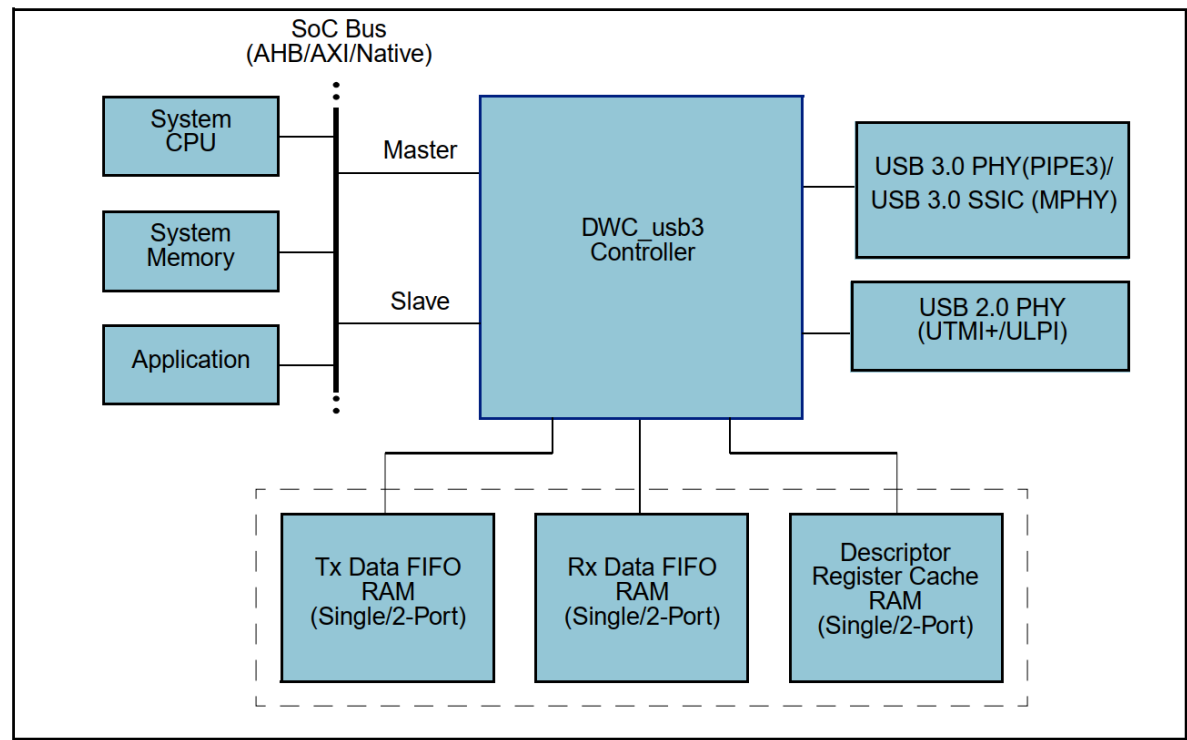 SoC Bus
(AHB/AXI/Native)
System
CPU
Master
System
Memory
Slave
Application
DWC_usb3
Controller
USB 3.0 PHY(PIPE3)/
USB 3.0 SSIC (MPHY)
USB 2.0 PHY
(UTMI+/ULPI)
Tx Data FIFO
RAM
(Single/2-Port)
Rx Data FIFO
RAM
(Single/2-Port)
Descriptor
Register Cache
RAM
(Single/2-Port)